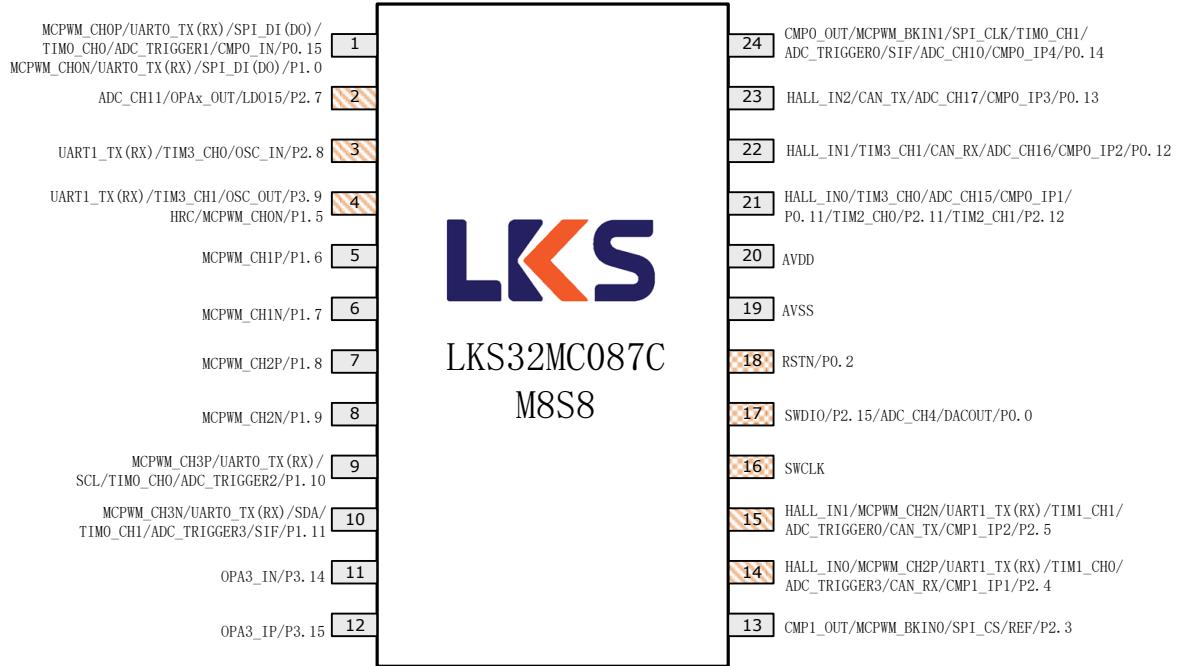 MCPWM_CH0P/UART0_TX(RX)/SPI_DI(DO)/
TIM0_CH0/ADC_TRIGGER1/CMP0_IN/P0.15
MCPWM_CH0N/UART0_TX(RX)/SPI_DI(DO)/P1.0
1
ADC_CH11/OPAx_OUT/LDO15/P2.7
2
UART1_TX(RX)/TIM3_CH0/OSC_IN/P2.8
3
UART1_TX(RX)/TIM3_CH1/OSC_OUT/P3.9
HRC/MCPWM_CH0N/P1.5
4
MCPWM_CH1P/P1.6
5
MCPWM_CH1N/P1.7
6
MCPWM_CH2P/P1.8
7
MCPWM_CH2N/P1.9
8
MCPWM_CH3P/UART0_TX(RX)/
SCL/TIM0_CH0/ADC_TRIGGER2/P1.10
9
MCPWM_CH3N/UART0_TX(RX)/SDA/
TIM0_CH1/ADC_TRIGGER3/SIF/P1.11
10
OPA3_IN/P3.14
11
OPA3_IP/P3.15
12
LKS
LKS32MC087C
M8S8
24
CMP0_OUT/MCPWM_BKIN1/SPI_CLK/TIM0_CH1/
ADC_TRIGGER0/SIF/ADC_CH10/CMP0_IP4/P0.14
23
HALL_IN2/CAN_TX/ADC_CH17/CMP0_IP3/P0.13
22
HALL_IN1/TIM3_CH1/CAN_RX/ADC_CH16/CMP0_IP2/P0.12
21
HALL_IN0/TIM3_CH0/ADC_CH15/CMP0_IP1/
P0.11/TIM2_CH0/P2.11/TIM2_CH1/P2.12
20
AVDD
19
AVSS
18
RSTN/P0.2
17
SWDIO/P2.15/ADC_CH4/DACOUT/P0.0
16
SWCLK
15
HALL_IN1/MCPWM_CH2N/UART1_TX(RX)/TIM1_CH1/
ADC_TRIGGER0/CAN_TX/CMP1_IP2/P2.5
14
HALL_IN0/MCPWM_CH2P/UART1_TX(RX)/TIM1_CH0/
ADC_TRIGGER3/CAN_RX/CMP1_IP1/P2.4
13
CMP1_OUT/MCPWM_BKIN0/SPI_CS/REF/P2.3